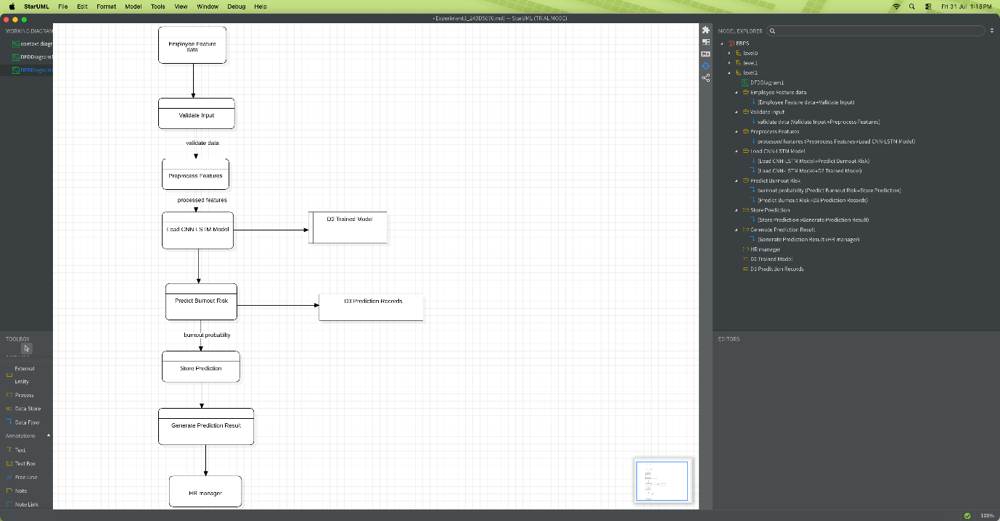 StarUML File Edit Format Model Tools View Window Debug Help Fri 31 Jul 1:15 PM
•Experiment3_24BDS070.mdj — StarUML (TRIAL MODE)
WORKING DIAGRAM
context diagr
DFDDiagram1
DFDDiagram1
TOOLBOX
External
Entity
Process
Data Store
Data Flow
Annotations
Text
Text Box
Free Line
Note
Note Link
Employee Feature
data
Validate Input
validate data
Preprocess Features
processed features
Load CNN-LSTM Model
D2 Trained Model
Predict Burnout Risk
D3 Prediction Records
burnout probabilty
Store Prediction
Generate Prediction Result
HR manager
MODEL EXPLORER
EBPS
level0
level1
level2
DFDDiagram1
Employee Feature data
(Employee Feature data→Validate Input)
Validate Input
validate data (Validate Input→Preprocess Features)
Preprocess Features
processed features (Preprocess Features→Load CNN-LSTM Model)
Load CNN-LSTM Model
(Load CNN-LSTM Model→Predict Burnout Risk)
(Load CNN-LSTM Model→D2 Trained Model)
Predict Burnout Risk
burnout probabilty (Predict Burnout Risk→Store Prediction)
(Predict Burnout Risk→D3 Prediction Records)
Store Prediction
(Store Prediction→Generate Prediction Result)
Generate Prediction Result
(Generate Prediction Result→HR manager)
HR manager
D2 Trained Model
D3 Prediction Records
EDITORS
100%